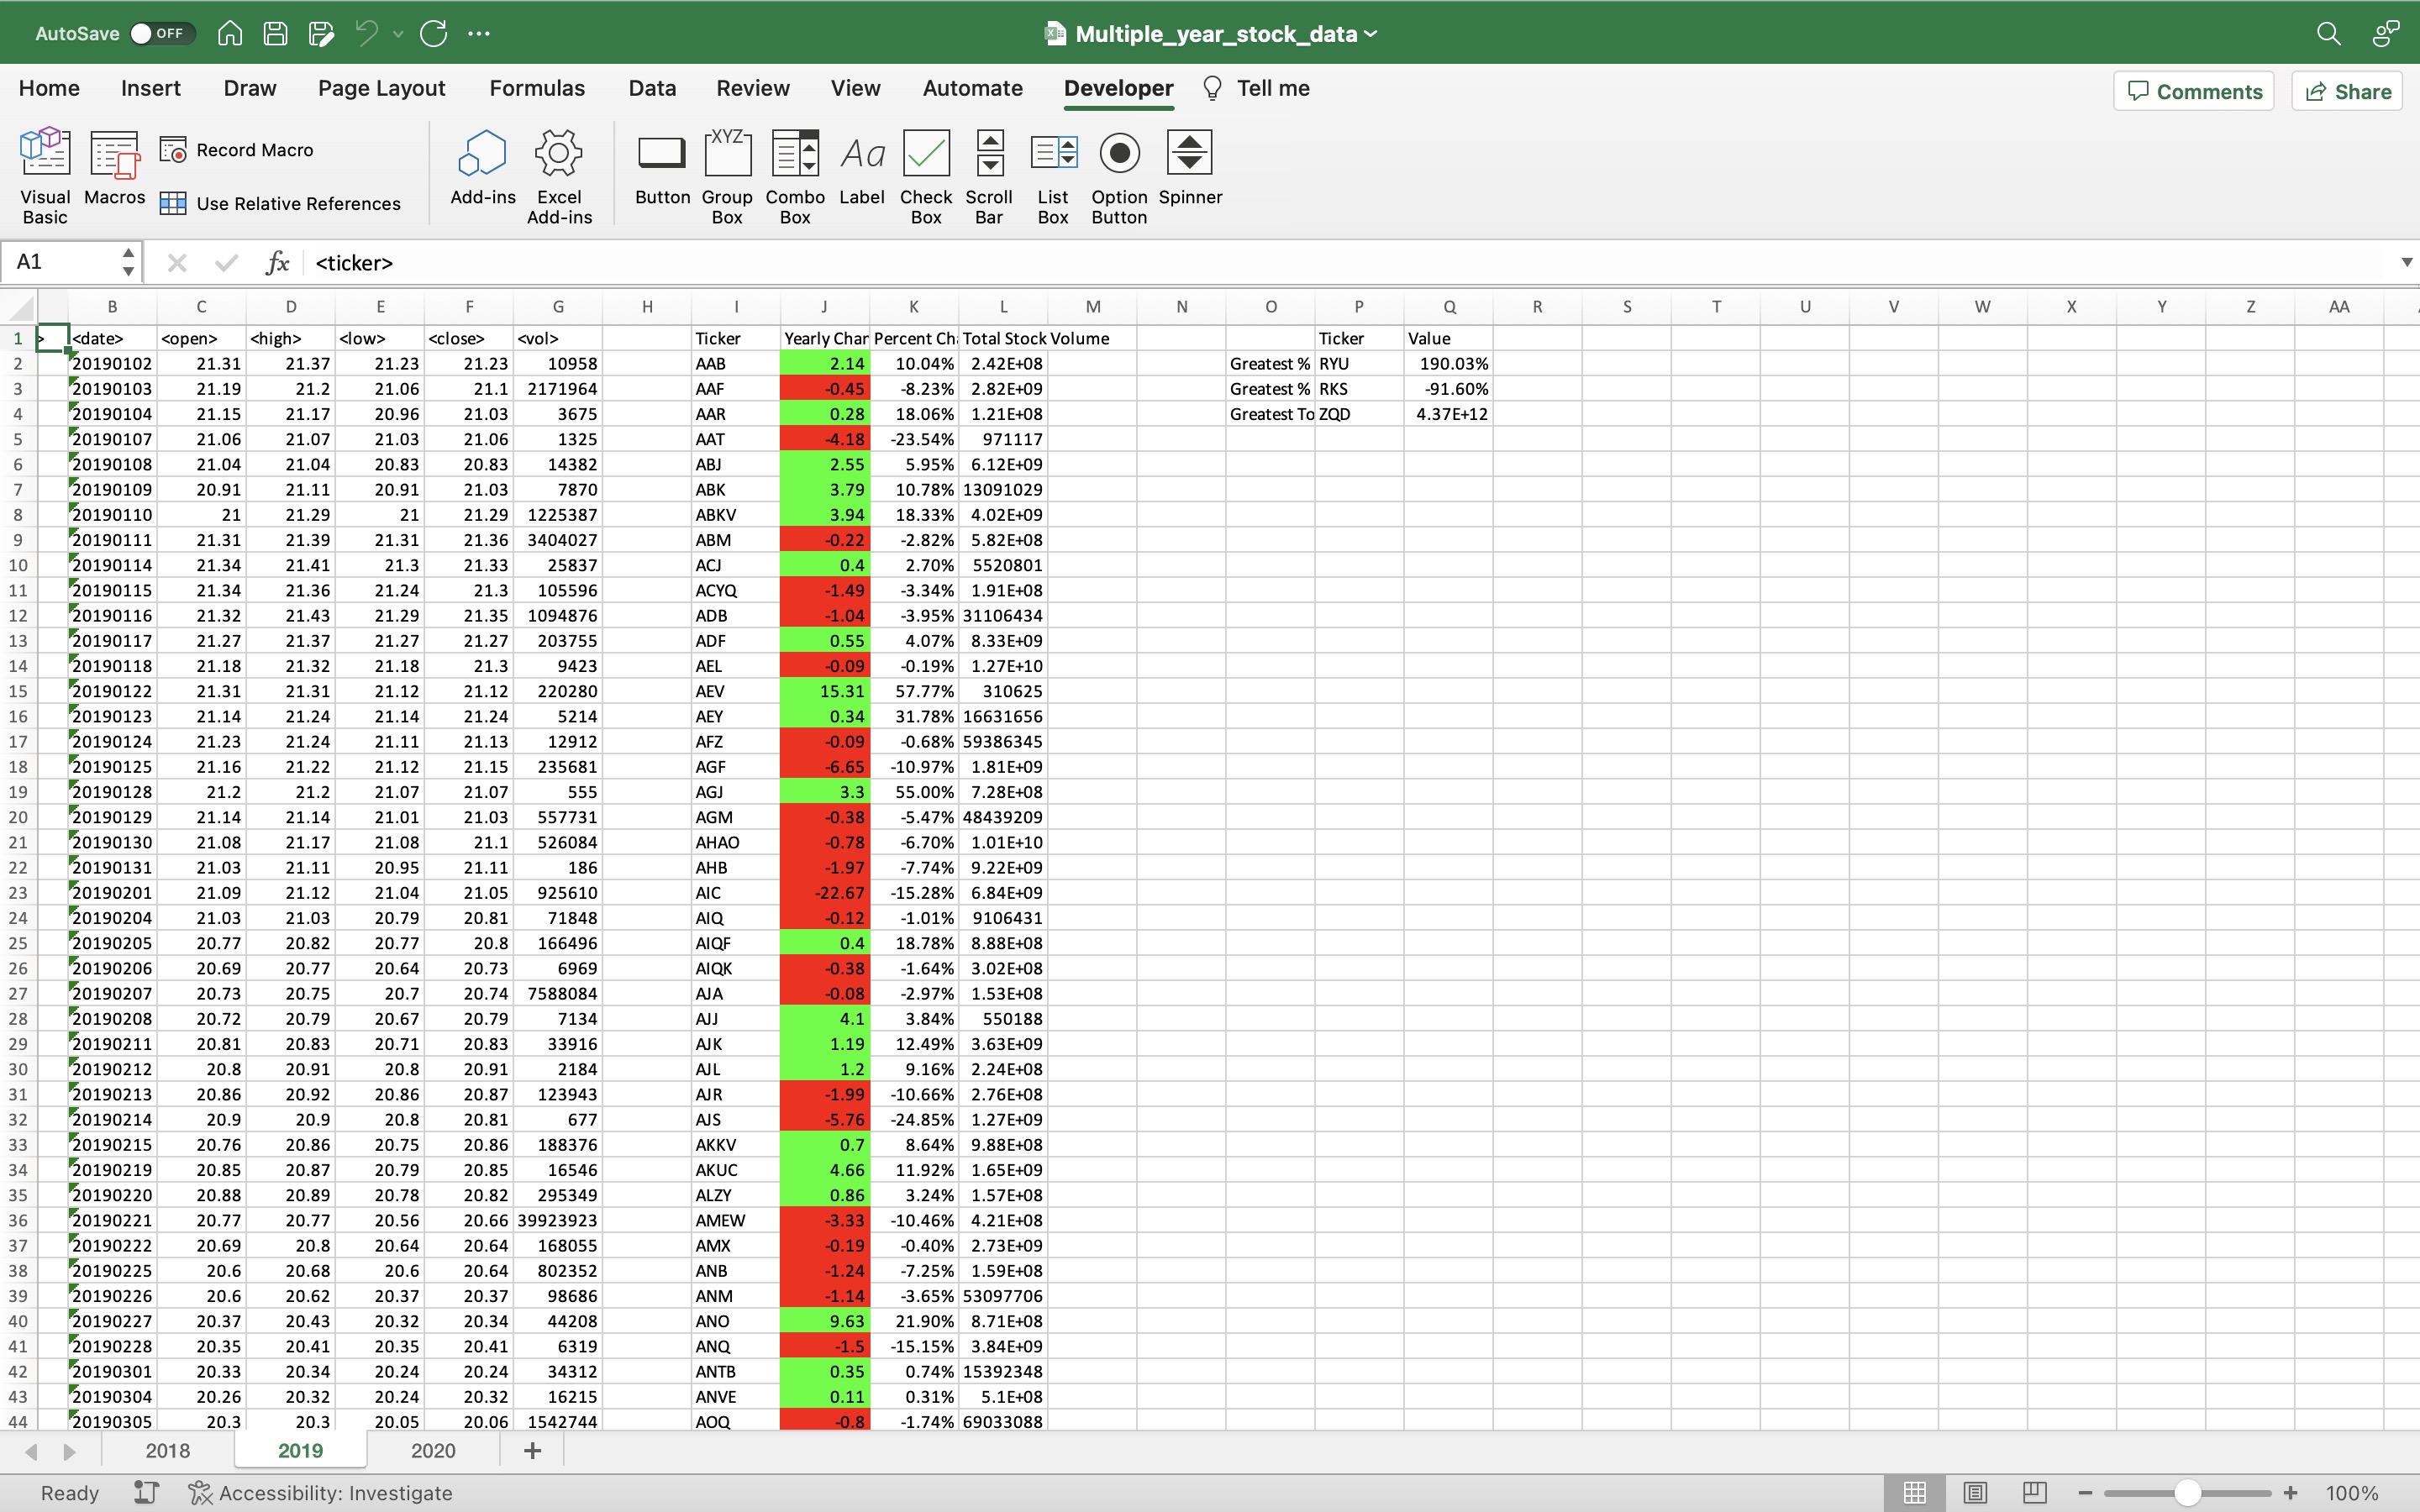 AutoSave OFF Multiple_year_stock_data
Home Insert Draw Page Layout Formulas Data Review View Automate Developer Tell me Comments Share
Record Macro
Use Relative References
Visual Basic Macros Add-ins Excel Add-ins Button Group Box Combo Box Label Check Box Scroll Bar List Box Option Button Spinner
XYZ Aa
A1 fx <ticker>
B C D E F G H I J K L M N O P Q R S T U V W X Y Z AA
1 > <date> <open> <high> <low> <close> <vol> Ticker Yearly Char Percent Ch Total Stock Volume Ticker Value
2 20190102 21.31 21.37 21.23 21.23 10958 AAB 2.14 10.04% 2.42E+08 Greatest % RYU 190.03%
3 20190103 21.19 21.2 21.06 21.1 2171964 AAF -0.45 -8.23% 2.82E+09 Greatest % RKS -91.60%
4 20190104 21.15 21.17 20.96 21.03 3675 AAR 0.28 18.06% 1.21E+08 Greatest To ZQD 4.37E+12
5 20190107 21.06 21.07 21.03 21.06 1325 AAT -4.18 -23.54% 971117
6 20190108 21.04 21.04 20.83 20.83 14382 ABJ 2.55 5.95% 6.12E+09
7 20190109 20.91 21.11 20.91 21.03 7870 ABK 3.79 10.78% 13091029
8 20190110 21 21.29 21 21.29 1225387 ABKV 3.94 18.33% 4.02E+09
9 20190111 21.31 21.39 21.31 21.36 3404027 ABM -0.22 -2.82% 5.82E+08
10 20190114 21.34 21.41 21.3 21.33 25837 ACJ 0.4 2.70% 5520801
11 20190115 21.34 21.36 21.24 21.3 105596 ACYQ -1.49 -3.34% 1.91E+08
12 20190116 21.32 21.43 21.29 21.35 1094876 ADB -1.04 -3.95% 31106434
13 20190117 21.27 21.37 21.27 21.27 203755 ADF 0.55 4.07% 8.33E+09
14 20190118 21.18 21.32 21.18 21.3 9423 AEL -0.09 -0.19% 1.27E+10
15 20190122 21.31 21.31 21.12 21.12 220280 AEV 15.31 57.77% 310625
16 20190123 21.14 21.24 21.14 21.24 5214 AEY 0.34 31.78% 16631656
17 20190124 21.23 21.24 21.11 21.13 12912 AFZ -0.09 -0.68% 59386345
18 20190125 21.16 21.22 21.12 21.15 235681 AGF -6.65 -10.97% 1.81E+09
19 20190128 21.2 21.2 21.07 21.07 555 AGJ 3.3 55.00% 7.28E+08
20 20190129 21.14 21.14 21.01 21.03 557731 AGM -0.38 -5.47% 48439209
21 20190130 21.08 21.17 21.08 21.1 526084 AHAO -0.78 -6.70% 1.01E+10
22 20190131 21.03 21.11 20.95 21.11 186 AHB -1.97 -7.74% 9.22E+09
23 20190201 21.09 21.12 21.04 21.05 925610 AIC -22.67 -15.28% 6.84E+09
24 20190204 21.03 21.03 20.79 20.81 71848 AIQ -0.12 -1.01% 9106431
25 20190205 20.77 20.82 20.77 20.8 166496 AIQF 0.4 18.78% 8.88E+08
26 20190206 20.69 20.77 20.64 20.73 6969 AIQK -0.38 -1.64% 3.02E+08
27 20190207 20.73 20.75 20.7 20.74 7588084 AJA -0.08 -2.97% 1.53E+08
28 20190208 20.72 20.79 20.67 20.79 7134 AJJ 4.1 3.84% 550188
29 20190211 20.81 20.83 20.71 20.83 33916 AJK 1.19 12.49% 3.63E+09
30 20190212 20.8 20.91 20.8 20.91 2184 AJL 1.2 9.16% 2.24E+08
31 20190213 20.86 20.92 20.86 20.87 123943 AJR -1.99 -10.66% 2.76E+08
32 20190214 20.9 20.9 20.8 20.81 677 AJS -5.76 -24.85% 1.27E+09
33 20190215 20.76 20.86 20.75 20.86 188376 AKKV 0.7 8.64% 9.88E+08
34 20190219 20.85 20.87 20.79 20.85 16546 AKUC 4.66 11.92% 1.65E+09
35 20190220 20.88 20.89 20.78 20.82 295349 ALZY 0.86 3.24% 1.57E+08
36 20190221 20.77 20.77 20.56 20.66 39923923 AMEW -3.33 -10.46% 4.21E+08
37 20190222 20.69 20.8 20.64 20.64 168055 AMX -0.19 -0.40% 2.73E+09
38 20190225 20.6 20.68 20.6 20.64 802352 ANB -1.24 -7.25% 1.59E+08
39 20190226 20.6 20.62 20.37 20.37 98686 ANM -1.14 -3.65% 53097706
40 20190227 20.37 20.43 20.32 20.34 44208 ANO 9.63 21.90% 8.71E+08
41 20190228 20.35 20.41 20.35 20.41 6319 ANQ -1.5 -15.15% 3.84E+09
42 20190301 20.33 20.34 20.24 20.24 34312 ANTB 0.35 0.74% 15392348
43 20190304 20.26 20.32 20.24 20.32 16215 ANVE 0.11 0.31% 5.1E+08
44 20190305 20.3 20.3 20.05 20.06 1542744 AOQ -0.8 -1.74% 69033088
2018 2019 2020 +
Ready Accessibility: Investigate 100%